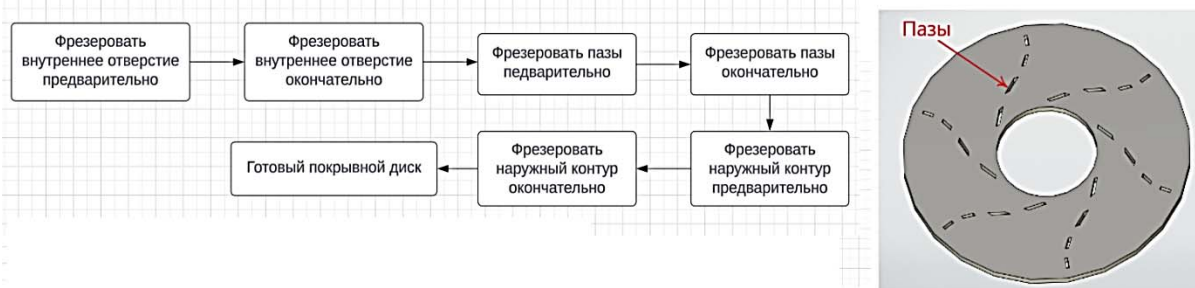 Фрезеровать
внутреннее отверстие
предварительно
Фрезеровать
внутреннее отверстие
окончательно
Фрезеровать пазы
педварительно
Фрезеровать пазы
окончательно
Фрезеровать
наружный контур
предварительно
Фрезеровать
наружный контур
окончательно
Готовый покрывной диск
Пазы